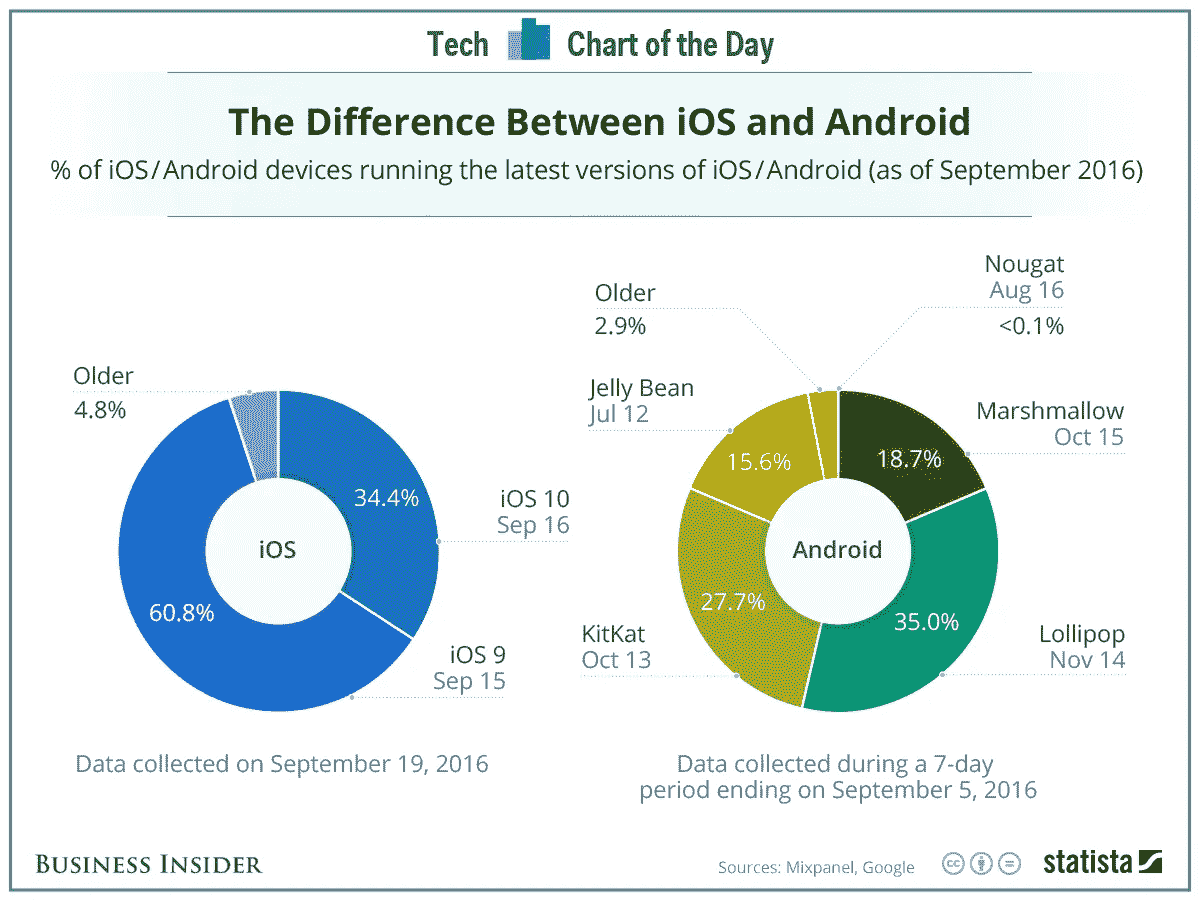 Tech Chart of the Day
The Difference Between iOS and Android
% of iOS/Android devices running the latest versions of iOS/Android (as of September 2016)
Older
4.8%
34.4%
iOS 10
Sep 16
iOS
60.8%
iOS 9
Sep 15
Data collected on September 19, 2016
Nougat
Aug 16
<0.1%
Older
2.9%
Jelly Bean
Jul 12
Marshmallow
Oct 15
15.6%
18.7%
Android
27.7%
35.0%
KitKat
Oct 13
Lollipop
Nov 14
Data collected during a 7-day
period ending on September 5, 2016
BUSINESS INSIDER
Sources: Mixpanel, Google
cc
statista